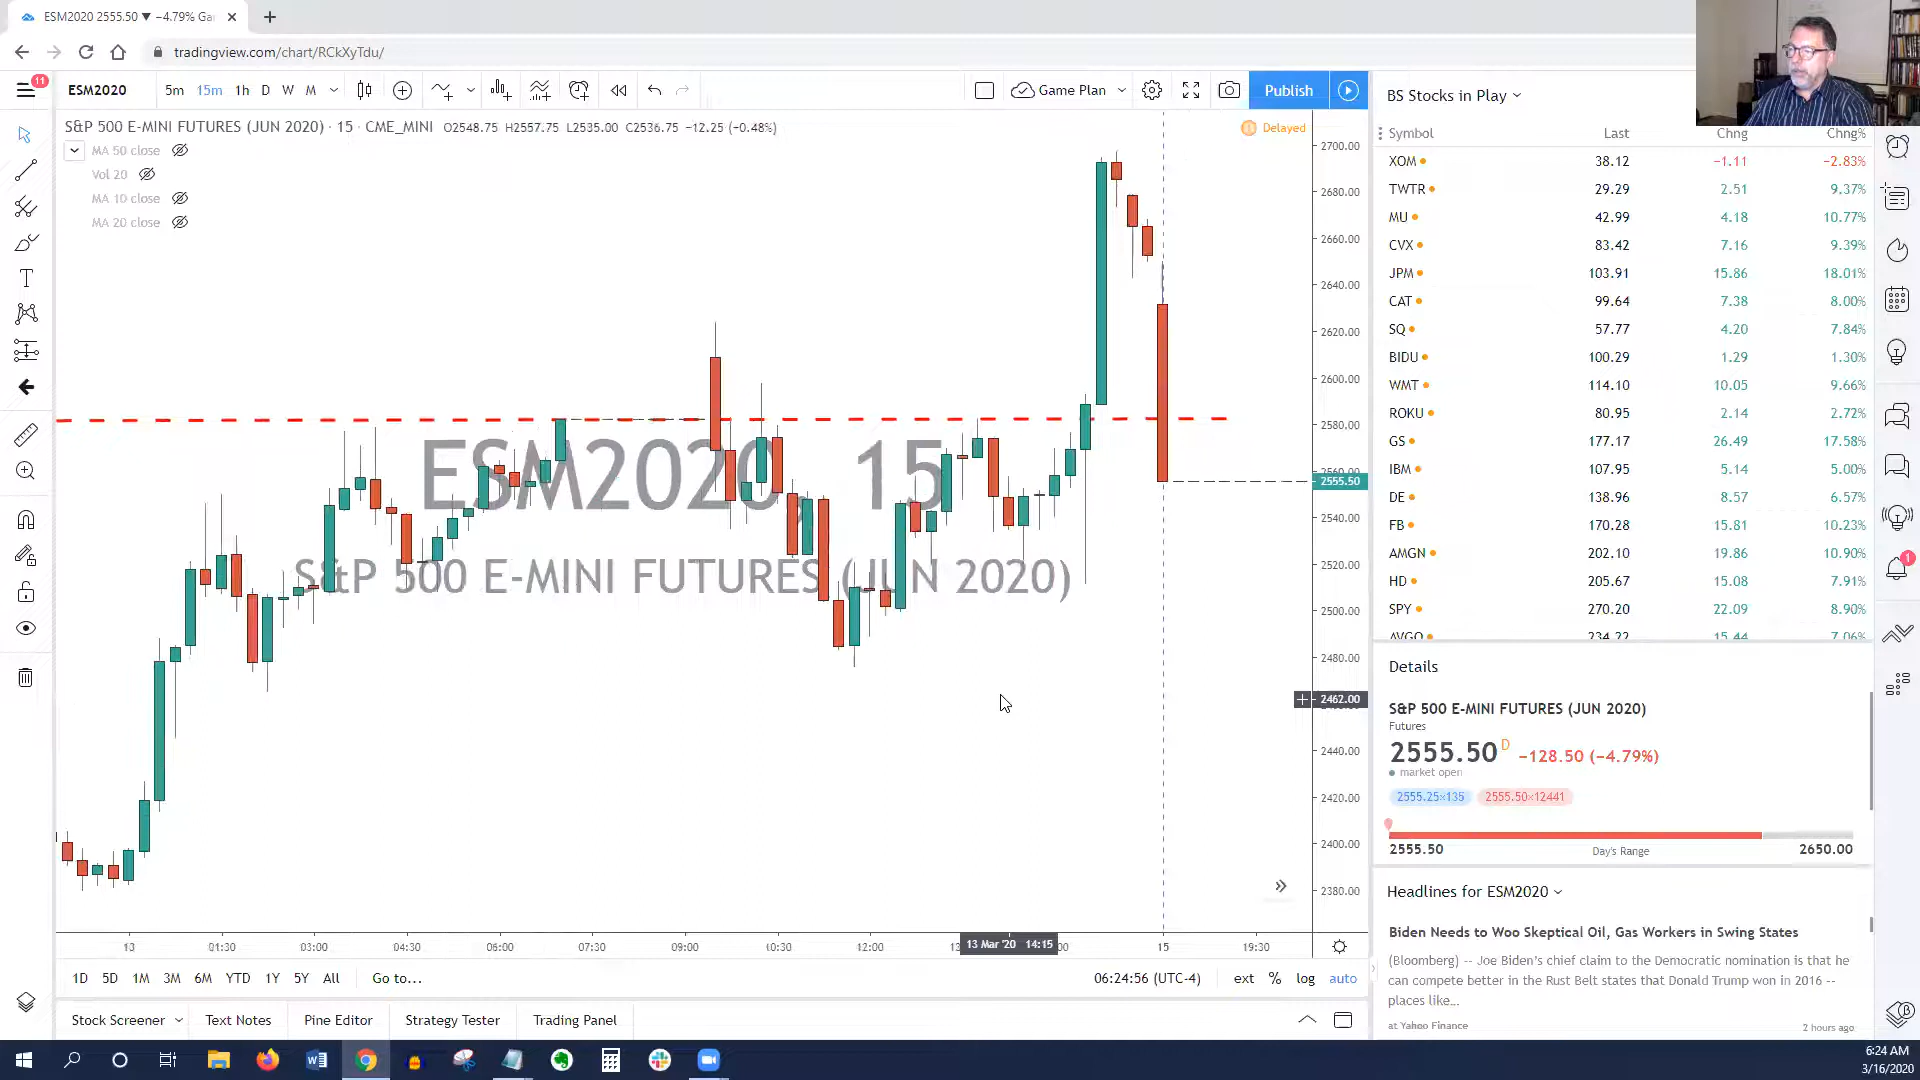 ESM2020 2555.50 ▼ −4.79% Ga
tradingview.com/chart/RCkXyTdu/
11
ESM2020 5m 15m 1h D W M Game Plan Publish
S&P 500 E-MINI FUTURES (JUN 2020) · 15 · CME_MINI O2548.75 H2557.75 L2535.00 C2536.75 −12.25 (−0.48%) Delayed
MA 50 close
Vol 20
MA 10 close
MA 20 close
ESM2020, 15
S&P 500 E-MINI FUTURES (JUN 2020)
2700.00
2680.00
2660.00
2640.00
2620.00
2600.00
2580.00
2560.00
2555.50
2540.00
2520.00
2500.00
2480.00
2462.00
2440.00
2420.00
2400.00
2380.00
13 01:30 03:00 04:30 06:00 07:30 09:00 10:30 12:00 13 Mar '20 14:15 15 19:30
1D 5D 1M 3M 6M YTD 1Y 5Y All Go to... 06:24:56 (UTC-4) ext % log auto
Stock Screener Text Notes Pine Editor Strategy Tester Trading Panel
BS Stocks in Play
Symbol Last Chng Chng%
XOM 38.12 −1.11 −2.83%
TWTR 29.29 2.51 9.37%
MU 42.99 4.18 10.77%
CVX 83.42 7.16 9.39%
JPM 103.91 15.86 18.01%
CAT 99.64 7.38 8.00%
SQ 57.77 4.20 7.84%
BIDU 100.29 1.29 1.30%
WMT 114.10 10.05 9.66%
ROKU 80.95 2.14 2.72%
GS 177.17 26.49 17.58%
IBM 107.95 5.14 5.00%
DE 138.96 8.57 6.57%
FB 170.28 15.81 10.23%
AMGN 202.10 19.86 10.90%
HD 205.67 15.08 7.91%
SPY 270.20 22.09 8.90%
AVGO 234.22 15.44 7.06%
1
Details
S&P 500 E-MINI FUTURES (JUN 2020)
Futures
2555.50 D −128.50 (−4.79%)
market open
2555.25×135 2555.50×12441
2555.50 Day's Range 2650.00
Headlines for ESM2020
Biden Needs to Woo Skeptical Oil, Gas Workers in Swing States
(Bloomberg) -- Joe Biden's chief claim to the Democratic nomination is that he
can compete better in the Rust Belt states that Donald Trump won in 2016 --
places like...
at Yahoo Finance 2 hours ago
6:24 AM
3/16/2020